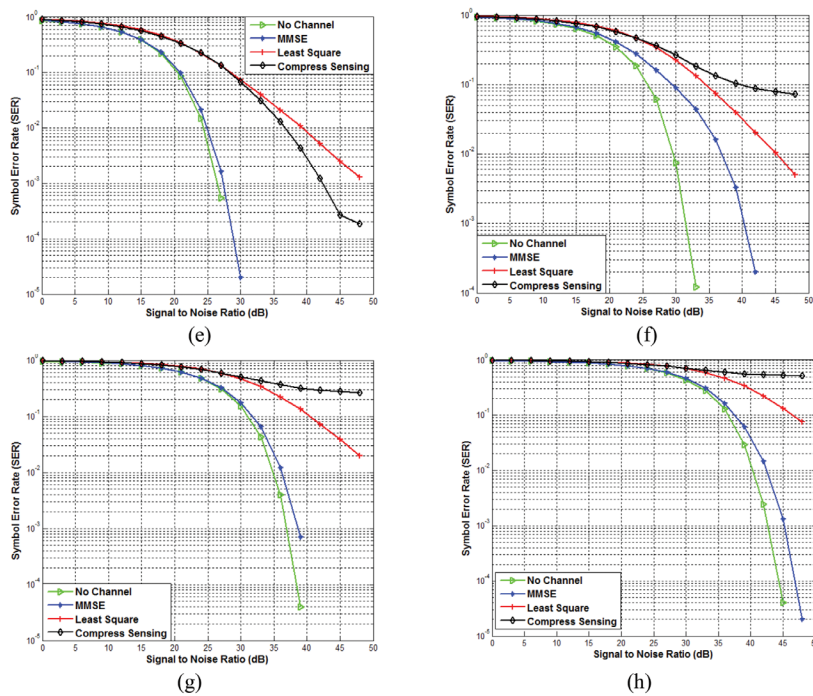 10^0
10^-1
10^-2
10^-3
10^-4
10^-5
Symbol Error Rate (SER)
No Channel
MMSE
Least Square
Compress Sensing
0 5 10 15 20 25 30 35 40 45 50
Signal to Noise Ratio (dB)
(e)
10^0
10^-1
10^-2
10^-3
10^-4
Symbol Error Rate (SER)
No Channel
MMSE
Least Square
Compress Sensing
0 5 10 15 20 25 30 35 40 45 50
Signal to Noise Ratio (dB)
(f)
10^0
10^-1
10^-2
10^-3
10^-4
10^-5
Symbol Error Rate (SER)
No Channel
MMSE
Least Square
Compress Sensing
0 5 10 15 20 25 30 35 40 45 50
Signal to Noise Ratio (dB)
(g)
10^0
10^-1
10^-2
10^-3
10^-4
10^-5
Symbol Error Rate (SER)
No Channel
MMSE
Least Square
Compress Sensing
0 5 10 15 20 25 30 35 40 45
Signal to Noise Ratio (dB)
(h)